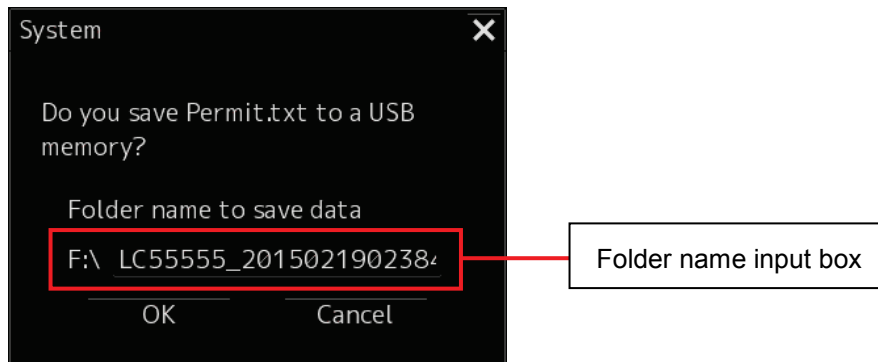 System
Do you save Permit.txt to a USB
memory?
Folder name to save data
F:\ LC55555_201502190238
Folder name input box
OK
Cancel